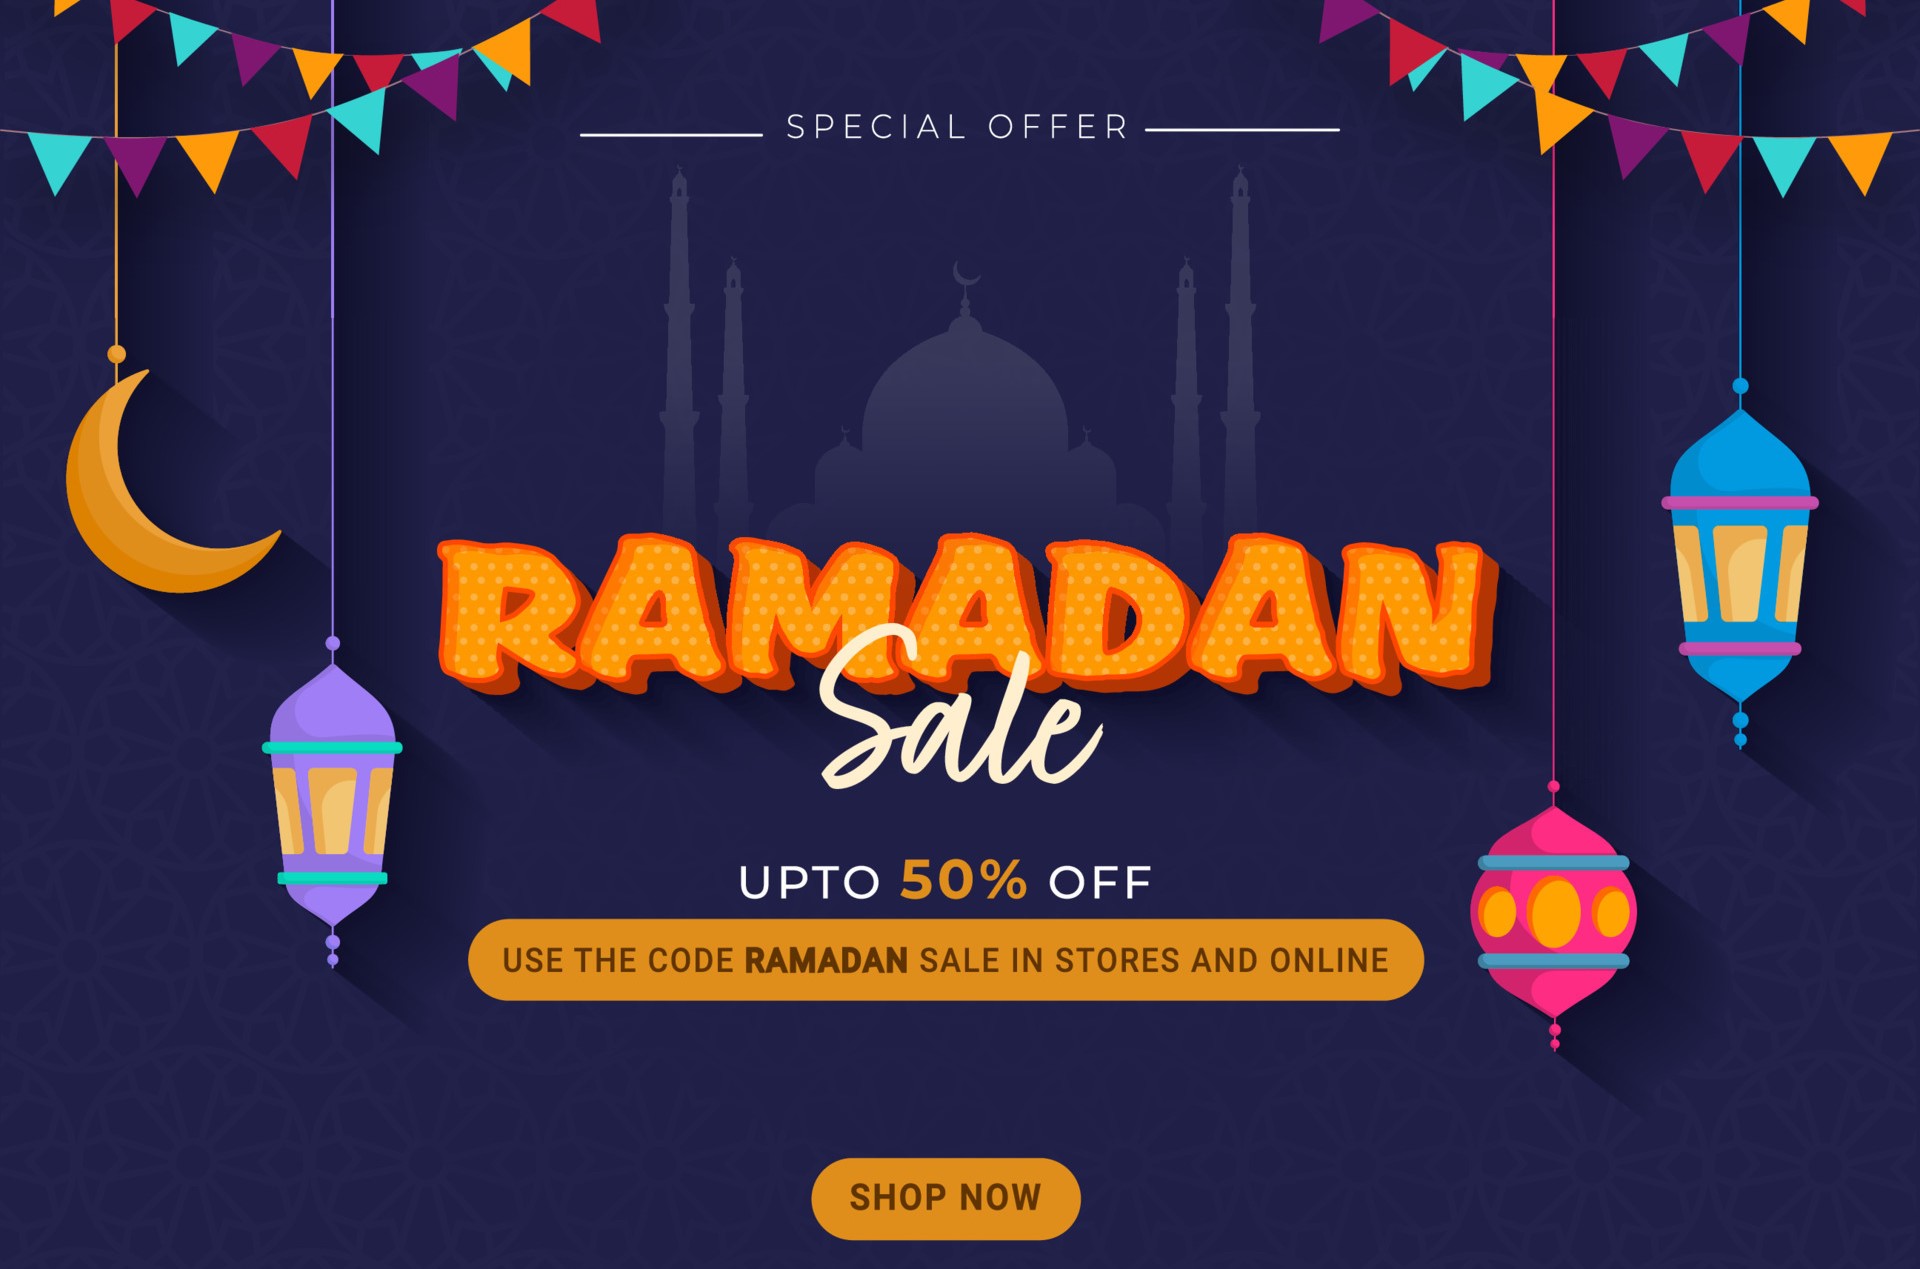 SPECIAL OFFER
RAMADAN
Sale
UPTO 50% OFF
USE THE CODE RAMADAN SALE IN STORES AND ONLINE
SHOP NOW